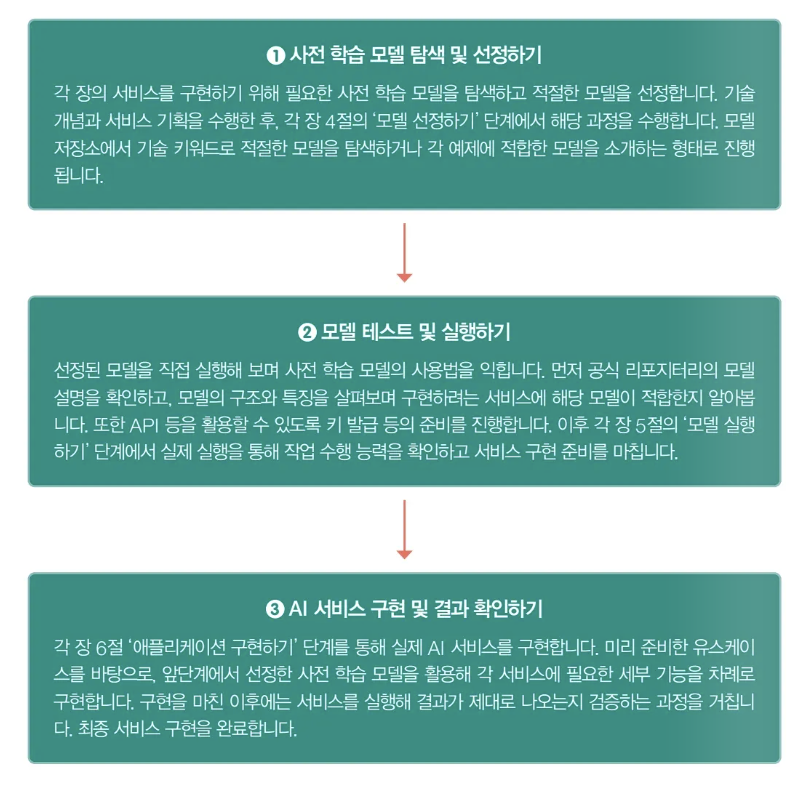 ❶ 사전 학습 모델 탐색 및 선정하기
각 장의 서비스를 구현하기 위해 필요한 사전 학습 모델을 탐색하고 적절한 모델을 선정합니다. 기술
개념과 서비스 기획을 수행한 후, 각 장 4절의 ‘모델 선정하기’ 단계에서 해당 과정을 수행합니다. 모델
저장소에서 기술 키워드로 적절한 모델을 탐색하거나 각 예제에 적합한 모델을 소개하는 형태로 진행
됩니다.
❷ 모델 테스트 및 실행하기
선정된 모델을 직접 실행해 보며 사전 학습 모델의 사용법을 익힙니다. 먼저 공식 리포지터리의 모델
설명을 확인하고, 모델의 구조와 특징을 살펴보며 구현하려는 서비스에 해당 모델이 적합한지 알아봅
니다. 또한 API 등을 활용할 수 있도록 키 발급 등의 준비를 진행합니다. 이후 각 장 5절의 ‘모델 실행
하기’ 단계에서 실제 실행을 통해 작업 수행 능력을 확인하고 서비스 구현 준비를 마칩니다.
❸ AI 서비스 구현 및 결과 확인하기
각 장 6절 ‘애플리케이션 구현하기’ 단계를 통해 실제 AI 서비스를 구현합니다. 미리 준비한 유스케이
스를 바탕으로, 앞단계에서 선정한 사전 학습 모델을 활용해 각 서비스에 필요한 세부 기능을 차례로
구현합니다. 구현을 마친 이후에는 서비스를 실행해 결과가 제대로 나오는지 검증하는 과정을 거칩니
다. 최종 서비스 구현을 완료합니다.